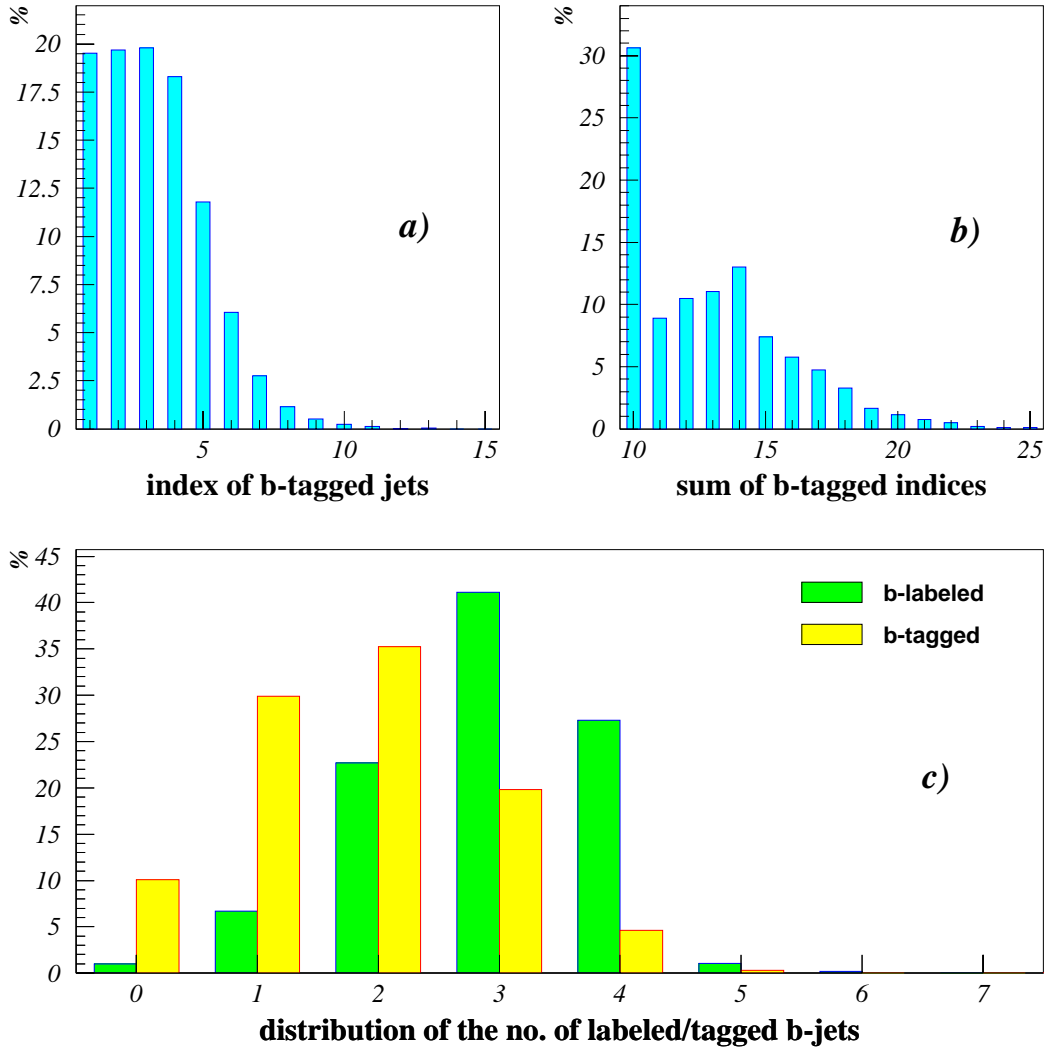 %
20
17.5
15
12.5
10
7.5
5
2.5
0
5 10 15
index of b-tagged jets
a)
%
30
25
20
15
10
5
0
10 15 20 25
sum of b-tagged indices
b)
%
45
40
35
30
25
20
15
10
5
0
0 1 2 3 4 5 6 7
distribution of the no. of labeled/tagged b-jets
b-labeled
b-tagged
c)